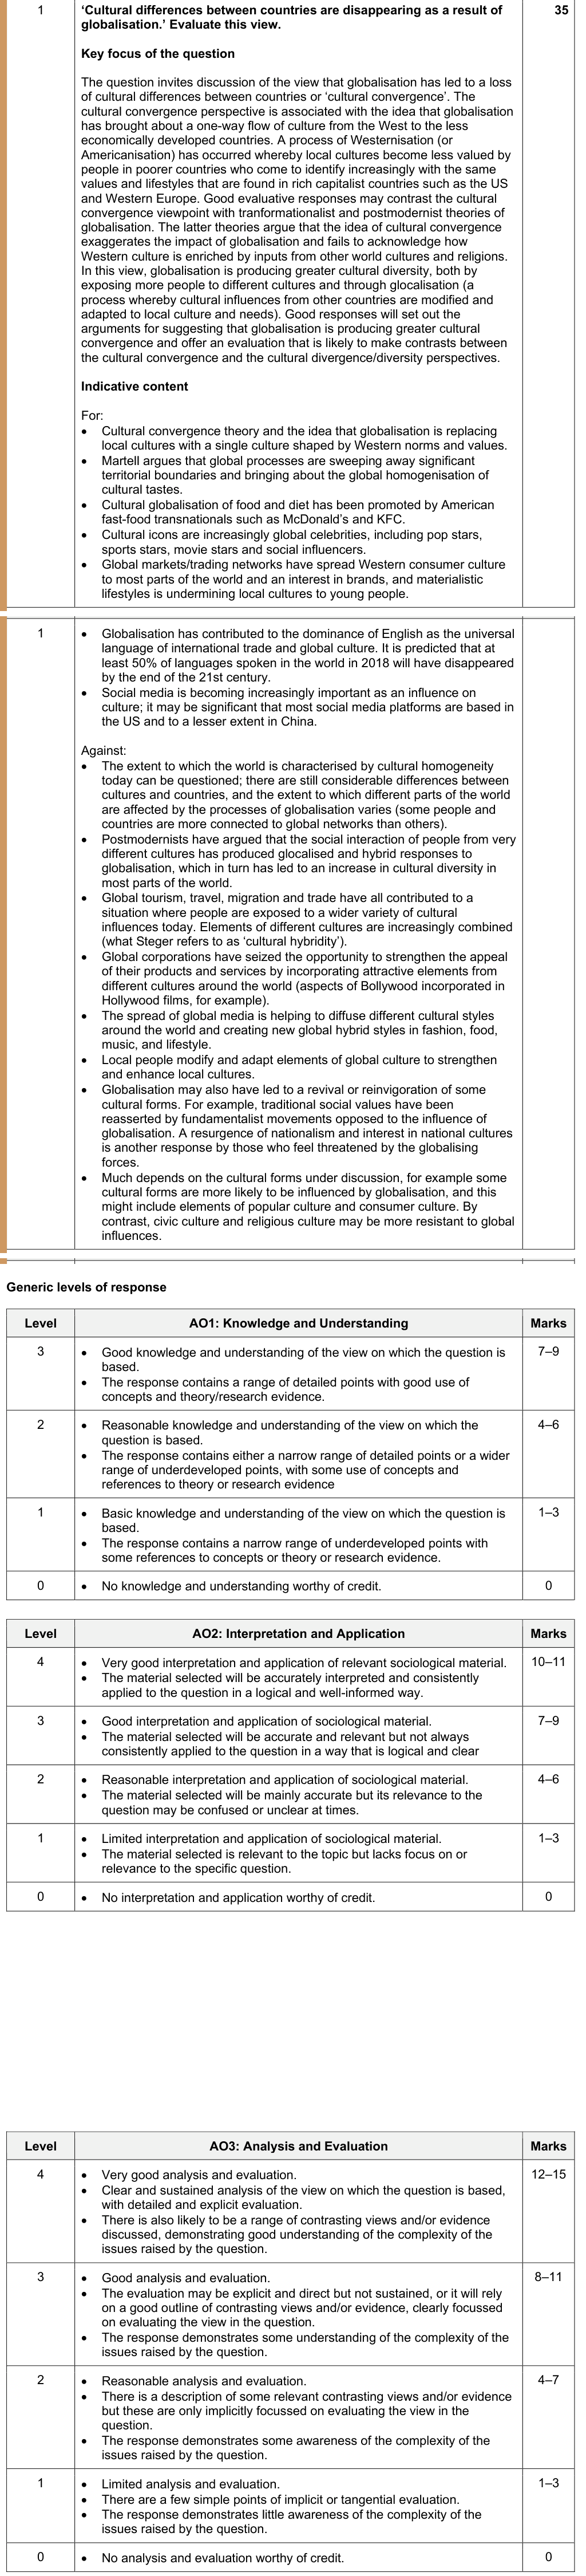 1 ‘Cultural differences between countries are disappearing as a result of 35
globalisation.’ Evaluate this view.
Key focus of the question
The question invites discussion of the view that globalisation has led to a loss
of cultural differences between countries or ‘cultural convergence’. The
cultural convergence perspective is associated with the idea that globalisation
has brought about a one-way flow of culture from the West to the less
economically developed countries. A process of Westernisation (or
Americanisation) has occurred whereby local cultures become less valued by
people in poorer countries who come to identify increasingly with the same
values and lifestyles that are found in rich capitalist countries such as the US
and Western Europe. Good evaluative responses may contrast the cultural
convergence viewpoint with tranformationalist and postmodernist theories of
globalisation. The latter theories argue that the idea of cultural convergence
exaggerates the impact of globalisation and fails to acknowledge how
Western culture is enriched by inputs from other world cultures and religions.
In this view, globalisation is producing greater cultural diversity, both by
exposing more people to different cultures and through glocalisation (a
process whereby cultural influences from other countries are modified and
adapted to local culture and needs). Good responses will set out the
arguments for suggesting that globalisation is producing greater cultural
convergence and offer an evaluation that is likely to make contrasts between
the cultural convergence and the cultural divergence/diversity perspectives.
Indicative content
For:
• Cultural convergence theory and the idea that globalisation is replacing
local cultures with a single culture shaped by Western norms and values.
• Martell argues that global processes are sweeping away significant
territorial boundaries and bringing about the global homogenisation of
cultural tastes.
• Cultural globalisation of food and diet has been promoted by American
fast-food transnationals such as McDonald’s and KFC.
• Cultural icons are increasingly global celebrities, including pop stars,
sports stars, movie stars and social influencers.
• Global markets/trading networks have spread Western consumer culture
to most parts of the world and an interest in brands, and materialistic
lifestyles is undermining local cultures to young people.
1 • Globalisation has contributed to the dominance of English as the universal
language of international trade and global culture. It is predicted that at
least 50% of languages spoken in the world in 2018 will have disappeared
by the end of the 21st century.
• Social media is becoming increasingly important as an influence on
culture; it may be significant that most social media platforms are based in
the US and to a lesser extent in China.
Against:
• The extent to which the world is characterised by cultural homogeneity
today can be questioned; there are still considerable differences between
cultures and countries, and the extent to which different parts of the world
are affected by the processes of globalisation varies (some people and
countries are more connected to global networks than others).
• Postmodernists have argued that the social interaction of people from very
different cultures has produced glocalised and hybrid responses to
globalisation, which in turn has led to an increase in cultural diversity in
most parts of the world.
• Global tourism, travel, migration and trade have all contributed to a
situation where people are exposed to a wider variety of cultural
influences today. Elements of different cultures are increasingly combined
(what Steger refers to as ‘cultural hybridity’).
• Global corporations have seized the opportunity to strengthen the appeal
of their products and services by incorporating attractive elements from
different cultures around the world (aspects of Bollywood incorporated in
Hollywood films, for example).
• The spread of global media is helping to diffuse different cultural styles
around the world and creating new global hybrid styles in fashion, food,
music, and lifestyle.
• Local people modify and adapt elements of global culture to strengthen
and enhance local cultures.
• Globalisation may also have led to a revival or reinvigoration of some
cultural forms. For example, traditional social values have been
reasserted by fundamentalist movements opposed to the influence of
globalisation. A resurgence of nationalism and interest in national cultures
is another response by those who feel threatened by the globalising
forces.
• Much depends on the cultural forms under discussion, for example some
cultural forms are more likely to be influenced by globalisation, and this
might include elements of popular culture and consumer culture. By
contrast, civic culture and religious culture may be more resistant to global
influences.
Generic levels of response
Level AO1: Knowledge and Understanding Marks
3 • Good knowledge and understanding of the view on which the question is 7–9
based.
• The response contains a range of detailed points with good use of
concepts and theory/research evidence.
2 • Reasonable knowledge and understanding of the view on which the 4–6
question is based.
• The response contains either a narrow range of detailed points or a wider
range of underdeveloped points, with some use of concepts and
references to theory or research evidence
1 • Basic knowledge and understanding of the view on which the question is 1–3
based.
• The response contains a narrow range of underdeveloped points with
some references to concepts or theory or research evidence.
0 • No knowledge and understanding worthy of credit. 0
Level AO2: Interpretation and Application Marks
4 • Very good interpretation and application of relevant sociological material. 10–11
• The material selected will be accurately interpreted and consistently
applied to the question in a logical and well-informed way.
3 • Good interpretation and application of sociological material. 7–9
• The material selected will be accurate and relevant but not always
consistently applied to the question in a way that is logical and clear
2 • Reasonable interpretation and application of sociological material. 4–6
• The material selected will be mainly accurate but its relevance to the
question may be confused or unclear at times.
1 • Limited interpretation and application of sociological material. 1–3
• The material selected is relevant to the topic but lacks focus on or
relevance to the specific question.
0 • No interpretation and application worthy of credit. 0
Level AO3: Analysis and Evaluation Marks
4 • Very good analysis and evaluation. 12–15
• Clear and sustained analysis of the view on which the question is based,
with detailed and explicit evaluation.
• There is also likely to be a range of contrasting views and/or evidence
discussed, demonstrating good understanding of the complexity of the
issues raised by the question.
3 • Good analysis and evaluation. 8–11
• The evaluation may be explicit and direct but not sustained, or it will rely
on a good outline of contrasting views and/or evidence, clearly focussed
on evaluating the view in the question.
• The response demonstrates some understanding of the complexity of the
issues raised by the question.
2 • Reasonable analysis and evaluation. 4–7
• There is a description of some relevant contrasting views and/or evidence
but these are only implicitly focussed on evaluating the view in the
question.
• The response demonstrates some awareness of the complexity of the
issues raised by the question.
1 • Limited analysis and evaluation. 1–3
• There are a few simple points of implicit or tangential evaluation.
• The response demonstrates little awareness of the complexity of the
issues raised by the question.
0 • No analysis and evaluation worthy of credit. 0